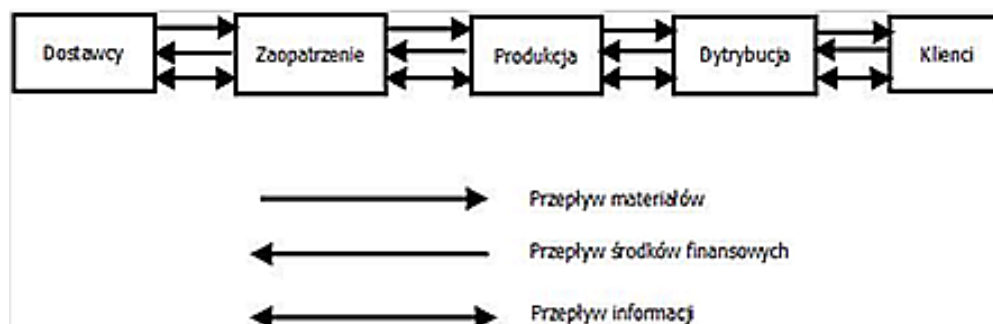 Dostawcy
Zaopatrzenie
Produkcja
Dytrybucja
Klienci
Przepływ materiałów
Przepływ środków finansowych
Przepływ informacji